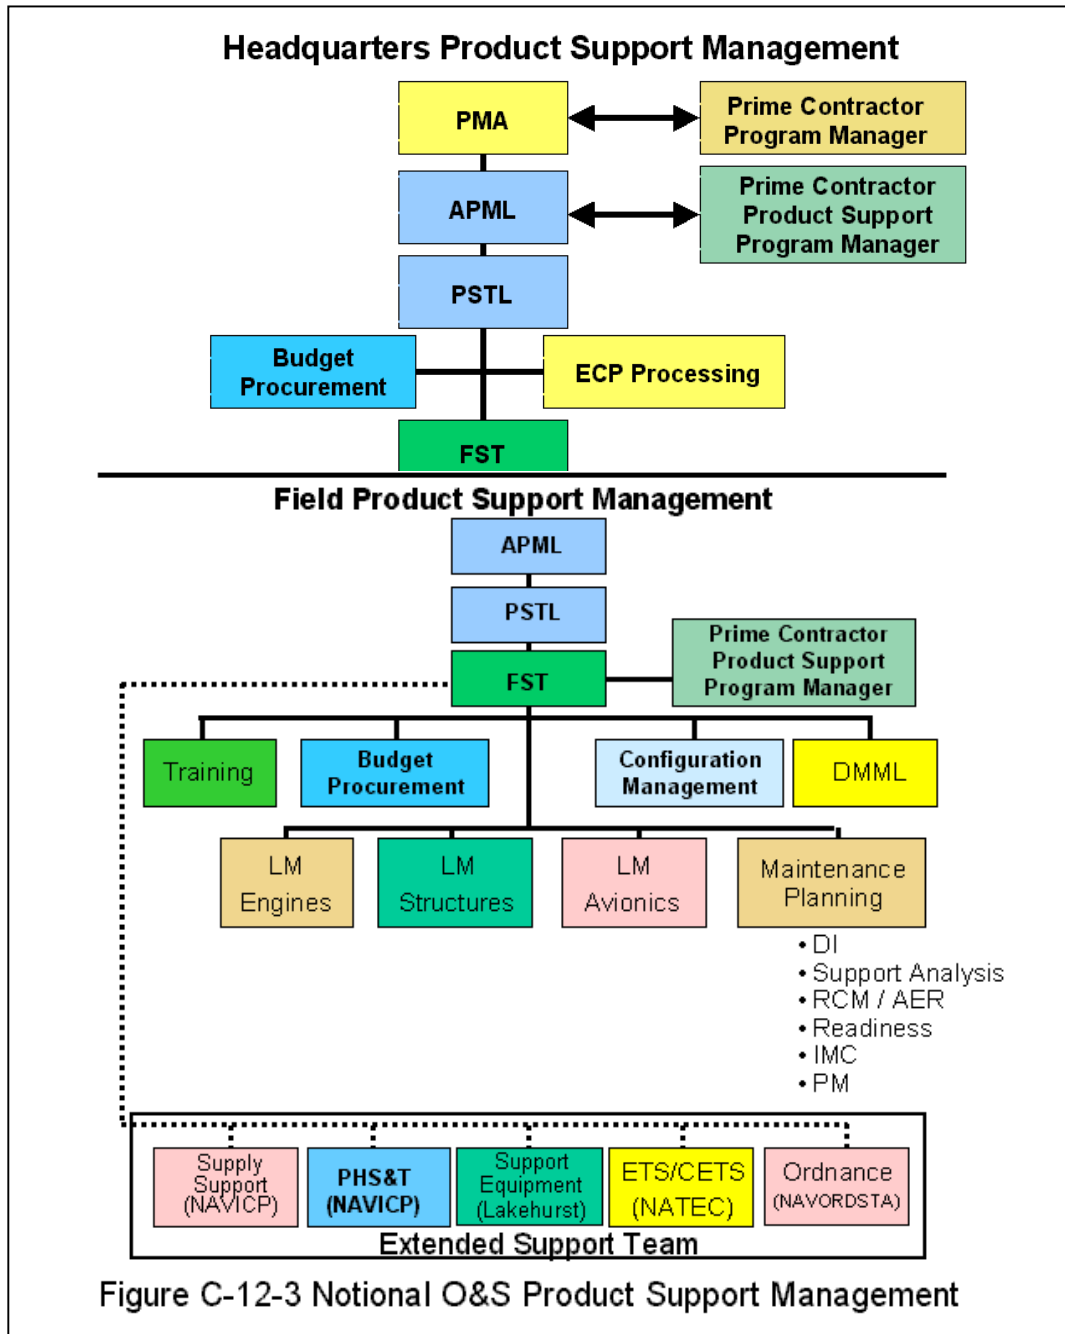 Headquarters Product Support Management
PMA
Prime Contractor
Program Manager
APML
Prime Contractor
Product Support
Program Manager
PSTL
Budget
Procurement
ECP Processing
FST
Field Product Support Management
APML
PSTL
FST
Prime Contractor
Product Support
Program Manager
Training
Budget
Procurement
Configuration
Management
DMML
LM
Engines
LM
Structures
LM
Avionics
Maintenance
Planning
• DI
• Support Analysis
• RCM / AER
• Readiness
• IMC
• PM
Supply
Support
(NAVICP)
PHS&T
(NAVICP)
Support
Equipment
(Lakehurst)
ETS/CETS
(NATEC)
Ordnance
(NAVORDSTA)
Extended Support Team
Figure C-12-3 Notional O&S Product Support Management